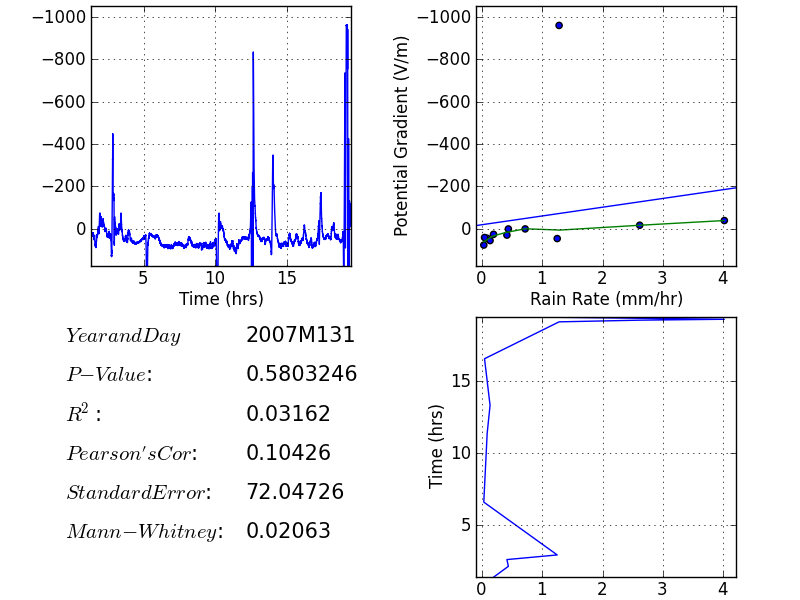 −1000
−800
−600
−400
−200
0
5
10
15
Time (hrs)
Potential Gradient (V/m)
−1000
−800
−600
−400
−200
0
0
1
2
3
4
Rain Rate (mm/hr)
YearandDay 2007M131
P−Value: 0.5803246
R²: 0.03162
Pearson'sCor: 0.10426
StandardError: 72.04726
Mann−Whitney: 0.02063
Time (hrs)
15
10
5
0
1
2
3
4